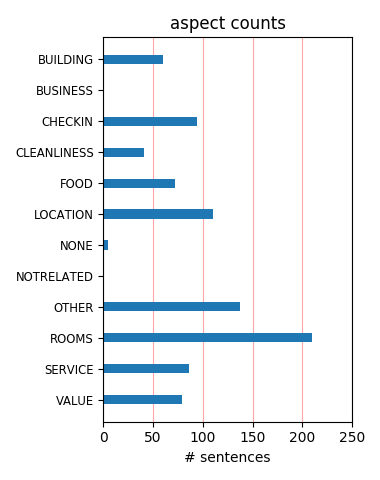 aspect counts
BUILDING
BUSINESS
CHECKIN
CLEANLINESS
FOOD
LOCATION
NONE
NOTRELATED
OTHER
ROOMS
SERVICE
VALUE
0 50 100 150 200 250
# sentences